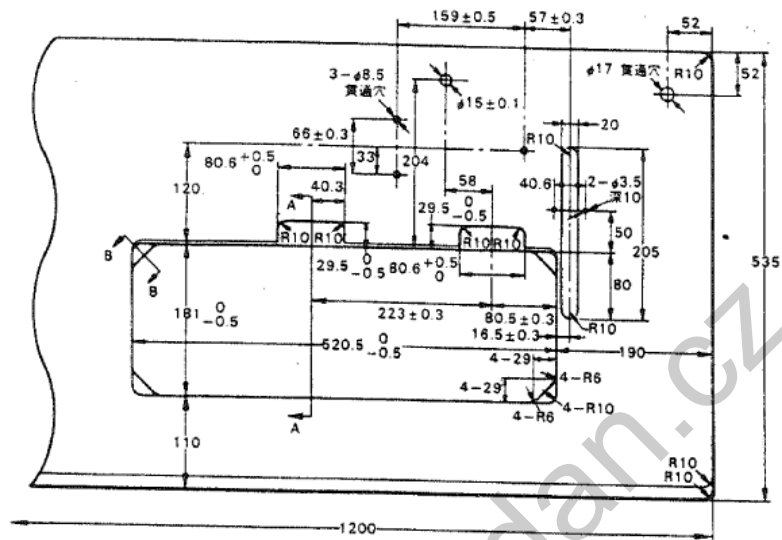 159±0.5
57±0.3
52
3-φ8.5
貫通穴
φ17 貫通穴
R10
52
φ15±0.1
66±0.3
R10
20
33
204
80.6 +0.5 0
120.
40.3
58
40.6
2-φ3.5
深10
A
29.5 0 -0.5
50
205
535
B
R10 R10
R10 R10
29.5 0 -0.5
80.6 +0.5 0
80
B
181 0 -0.5
223±0.3
80.5±0.3
R10
16.5±0.3
520.5 0 -0.5
4-29
190
4-29
4-R6
4-R10
4-R6
A
110
R10
R10
1200
dan.cz